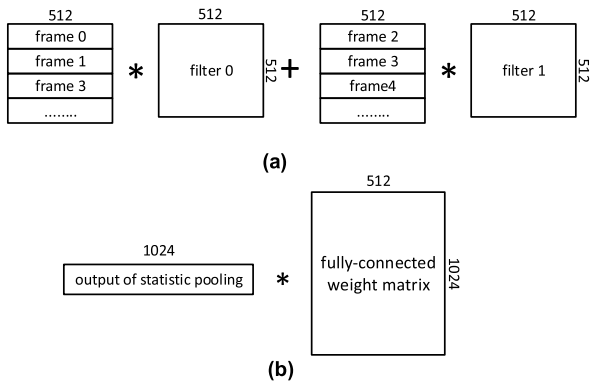 512 512 512 512
frame 0
frame 1
frame 3
........
*
filter 0
512
+
frame 2
frame 3
frame4
........
*
filter 1
512
(a)
512
1024
output of statistic pooling
*
fully-connected
weight matrix
1024
(b)